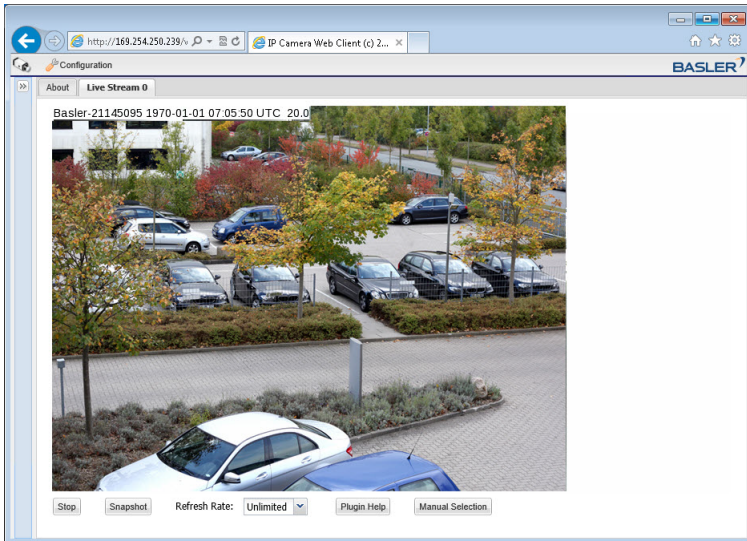 http://169.254.250.239/v
IP Camera Web Client (c) 2...
Configuration
BASLER
About
Live Stream 0
Basler-21145095 1970-01-01 07:05:50 UTC 20.0
Stop
Snapshot
Refresh Rate:
Unlimited
Plugin Help
Manual Selection